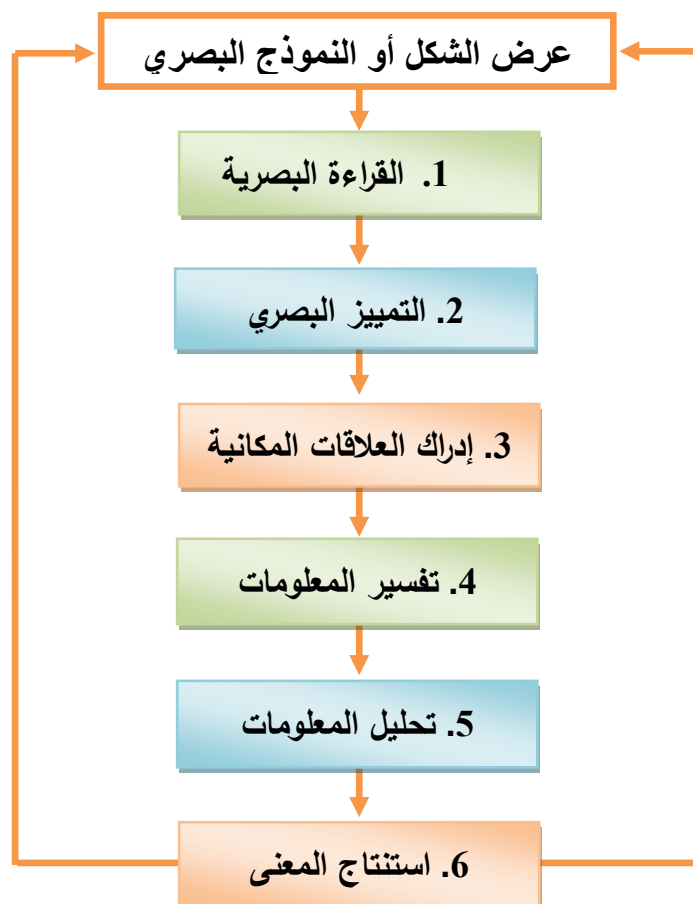 عرض الشكل أو النموذج البصري
1. القراءة البصرية
2. التمييز البصري
3. إدراك العلاقات المكانية
4. تفسير المعلومات
5. تحليل المعلومات
6. استنتاج المعنى